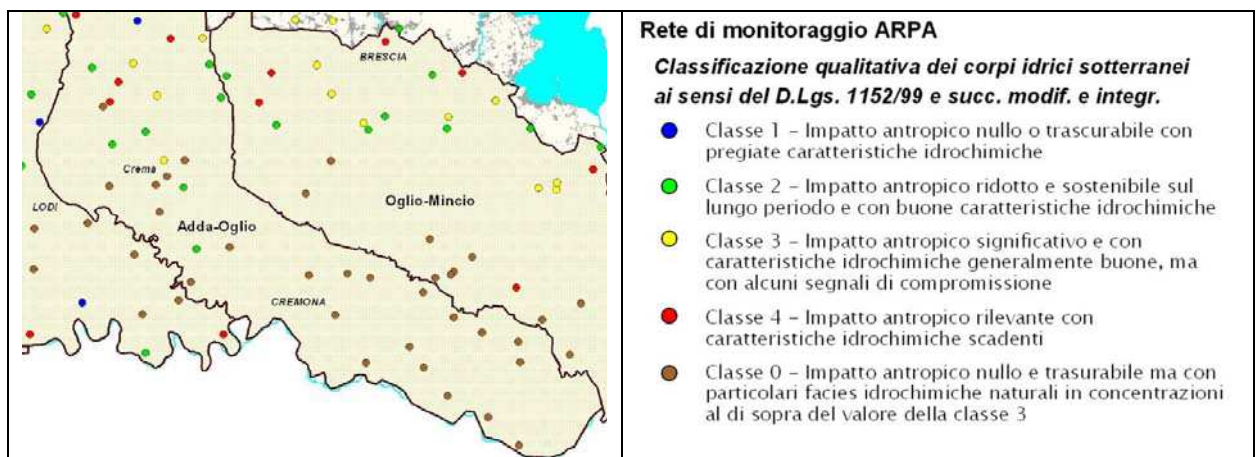 BRESCIA
Crema
LODI
Adda-Oglio
Oglio-Mincio
CREMONA
Rete di monitoraggio ARPA
Classificazione qualitativa dei corpi idrici sotterranei
ai sensi del D.Lgs. 1152/99 e succ. modif. e integr.
Classe 1 – Impatto antropico nullo o trascurabile con
pregiate caratteristiche idrochimiche
Classe 2 – Impatto antropico ridotto e sostenibile sul
lungo periodo e con buone caratteristiche idrochimiche
Classe 3 – Impatto antropico significativo e con
caratteristiche idrochimiche generalmente buone, ma
con alcuni segnali di compromissione
Classe 4 – Impatto antropico rilevante con
caratteristiche idrochimiche scadenti
Classe 0 – Impatto antropico nullo e trasurabile ma con
particolari facies idrochimiche naturali in concentrazioni
al di sopra del valore della classe 3